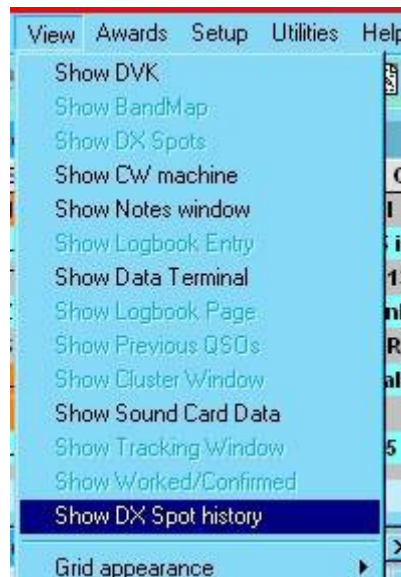 View Awards Setup Utilities Help
Show DVK
Show BandMap
Show DX Spots
Show CW machine
Show Notes window
Show Logbook Entry
Show Data Terminal
Show Logbook Page
Show Previous QSOs
Show Cluster Window
Show Sound Card Data
Show Tracking Window
Show Worked/Confirmed
Show DX Spot history
Grid appearance